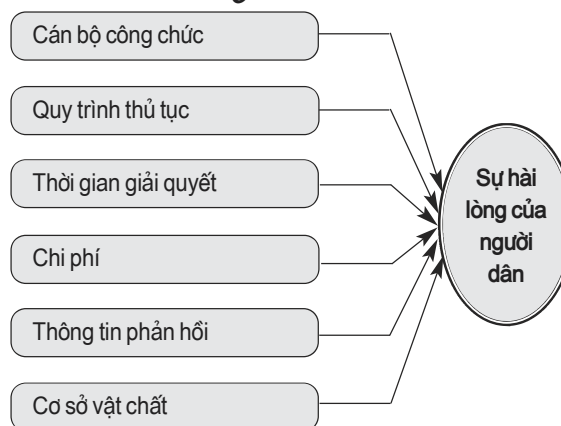 Cán bộ công chức
Quy trình thủ tục
Thời gian giải quyết
Chi phí
Thông tin phản hồi
Cơ sở vật chất
Sự hài
lòng của
người
dân